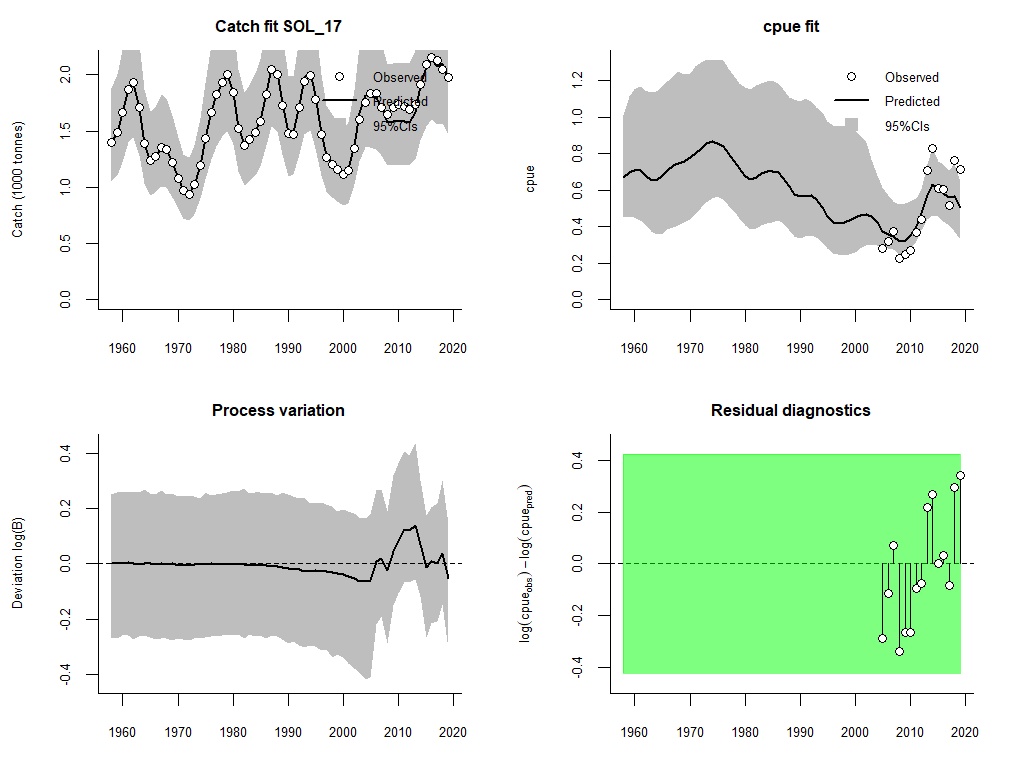 Catch fit SOL_17
Catch (1000 tonnes)
0.0 0.5 1.0 1.5 2.0
Observed
Predicted
95%CIs
1960 1970 1980 1990 2000 2010 2020
cpue fit
cpue
0.0 0.2 0.4 0.6 0.8 1.0 1.2
Observed
Predicted
95%CIs
1960 1970 1980 1990 2000 2010 2020
Process variation
Deviation log(B)
-0.4 -0.2 0.0 0.2 0.4
1960 1970 1980 1990 2000 2010 2020
Residual diagnostics
log(cpue_obs) − log(cpue_pred)
-0.4 -0.2 0.0 0.2 0.4
1960 1970 1980 1990 2000 2010 2020